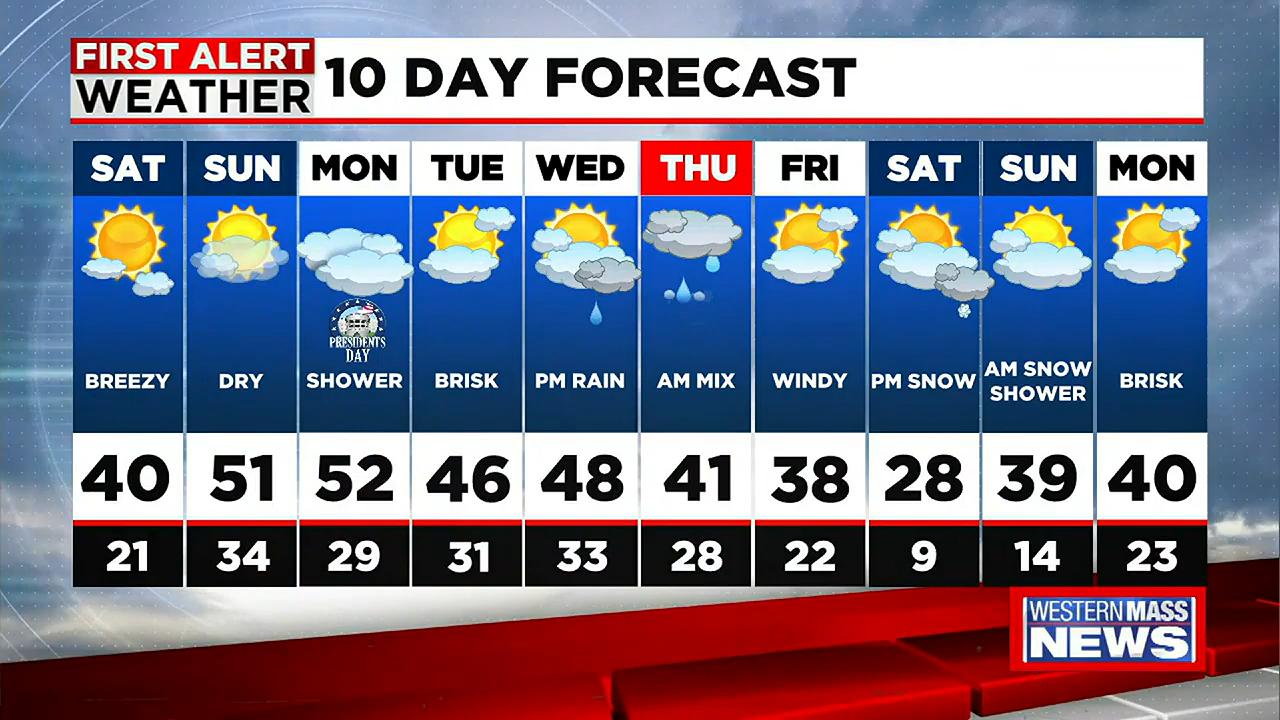 FIRST ALERT
WEATHER
10 DAY FORECAST
SAT SUN MON TUE WED THU FRI SAT SUN MON
PRESIDENTS
DAY
BREEZY DRY SHOWER BRISK PM RAIN AM MIX WINDY PM SNOW AM SNOW SHOWER BRISK
40 51 52 46 48 41 38 28 39 40
21 34 29 31 33 28 22 9 14 23
WESTERN MASS
NEWS